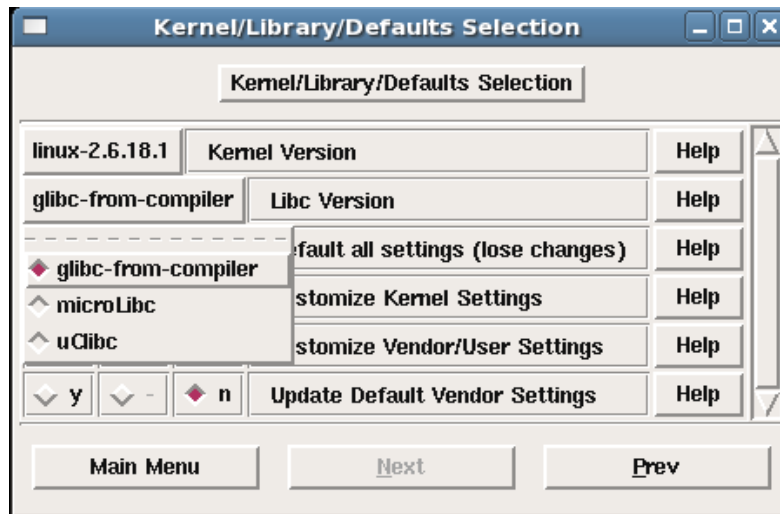 Kernel/Library/Defaults Selection
Kernel/Library/Defaults Selection
linux-2.6.18.1 Kernel Version Help
glibc-from-compiler Libc Version Help
fault all settings (lose changes) Help
glibc-from-compiler
stomize Kernel Settings Help
microLibc
stomize Vendor/User Settings Help
uClibc
y - n Update Default Vendor Settings Help
Main Menu Next Prev